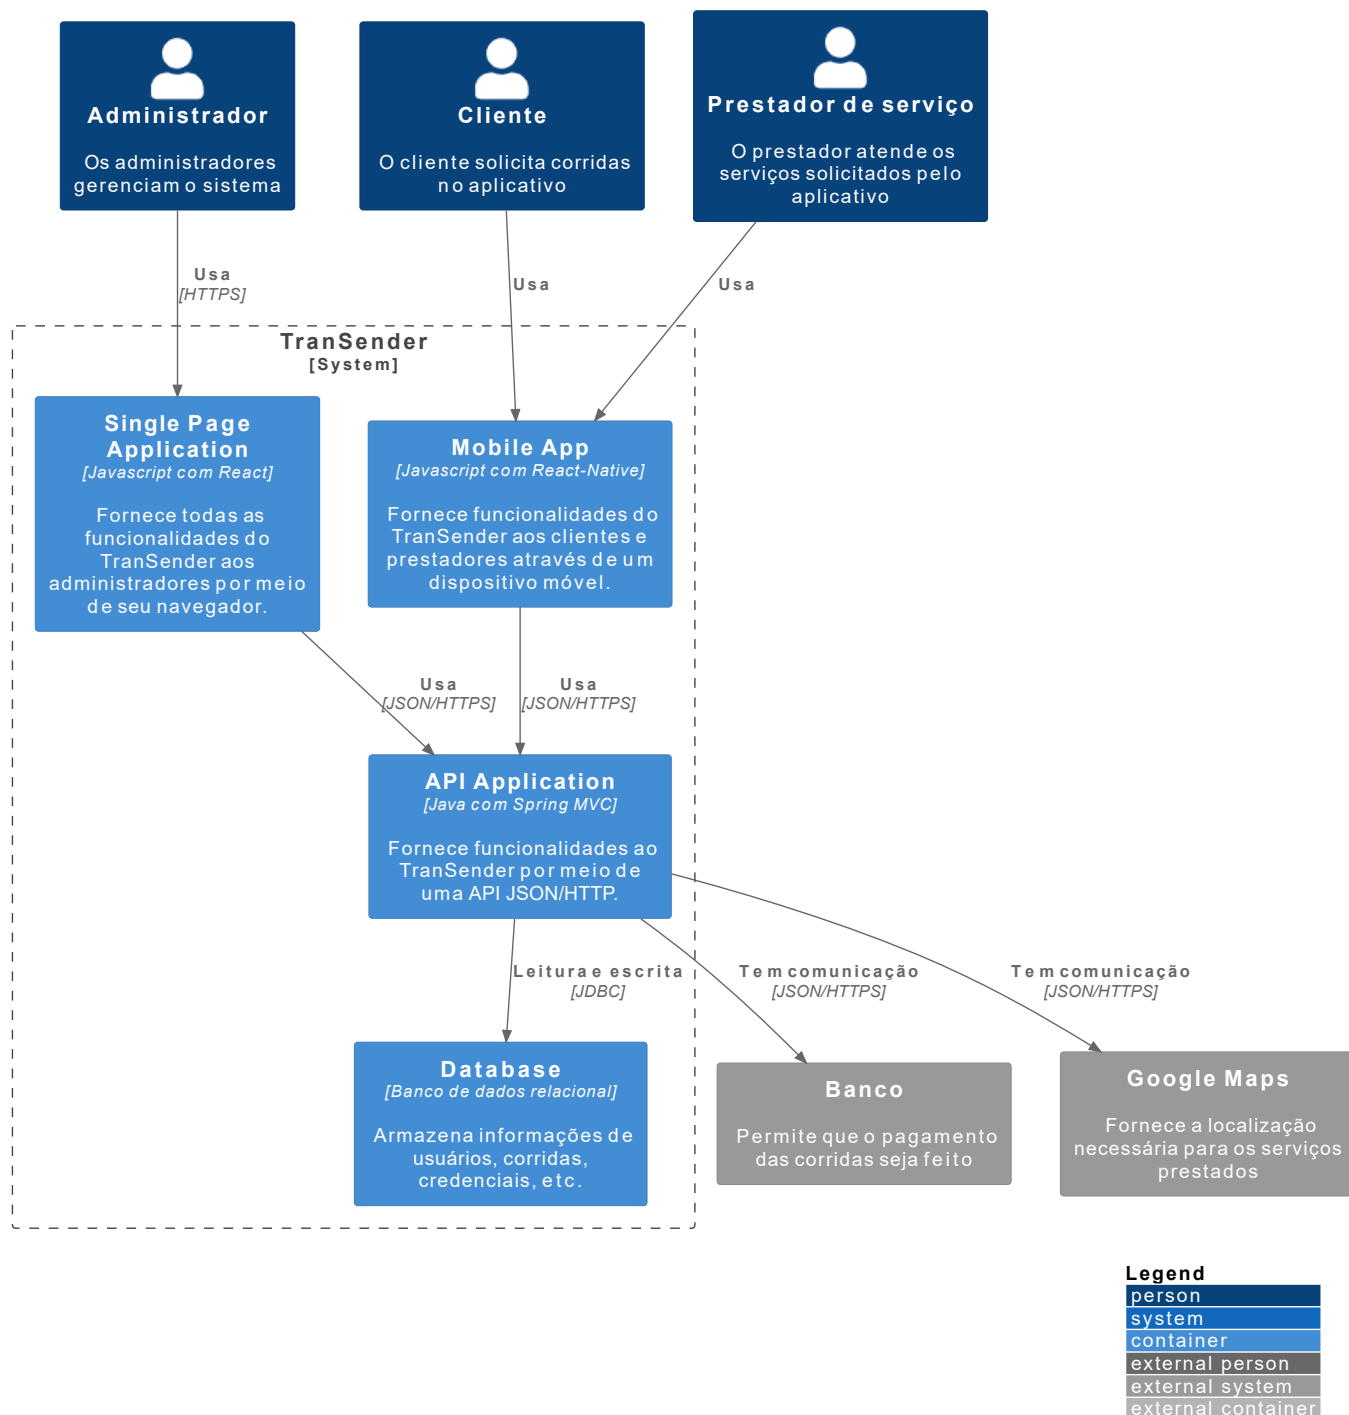 Administrador
Os administradores
gerenciam o sistema
Cliente
O cliente solicita corridas
no aplicativo
Prestador de serviço
O prestador atende os
serviços solicitados pelo
aplicativo
Usa
[HTTPS]
Usa
Usa
TranSender
[System]
Single Page
Application
[Javascript com React]
Fornece todas as
funcionalidades do
TranSender aos
administradores por meio
de seu navegador.
Mobile App
[Javascript com React-Native]
Fornece funcionalidades do
TranSender aos clientes e
prestadores através de um
dispositivo móvel.
Usa
[JSON/HTTPS]
Usa
[JSON/HTTPS]
API Application
[Java com Spring MVC]
Fornece funcionalidades ao
TranSender por meio de
uma API JSON/HTTP.
Leitura e escrita
[JDBC]
Tem comunicação
[JSON/HTTPS]
Tem comunicação
[JSON/HTTPS]
Database
[Banco de dados relacional]
Armazena informações de
usuários, corridas,
credenciais, etc.
Banco
Permite que o pagamento
das corridas seja feito
Google Maps
Fornece a localização
necessária para os serviços
prestados
Legend
person
system
container
external person
external system
external container